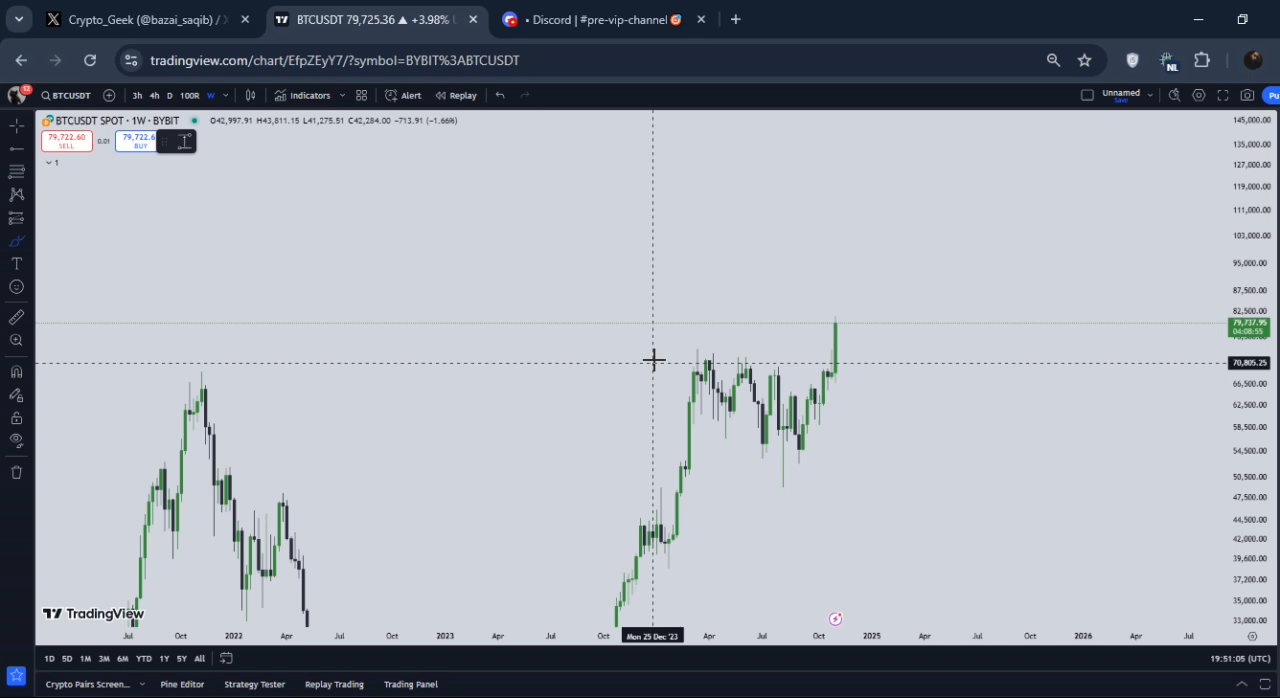 Crypto_Geek (@bazai_saqib) / X
BTCUSDT 79,725.36 ▲ +3.98%
• Discord | #pre-vip-channel🎯
tradingview.com/chart/EfpZEyY7/?symbol=BYBIT%3ABTCUSDT
NL
12
BTCUSDT
3h 4h D 100R W
Indicators
Alert
Replay
Unnamed
Save
Pu
BTCUSDT SPOT · 1W · BYBIT
O42,997.91 H43,811.15 L41,275.51 C42,284.00 −713.91 (−1.66%)
79,722.60
SELL
0.01
79,722.6
BUY
1
145,000.00
135,000.00
127,000.00
119,000.00
111,000.00
103,000.00
95,000.00
87,500.00
82,500.00
79,737.95
04:08:55
70,805.25
66,500.00
62,500.00
58,500.00
54,500.00
50,500.00
47,500.00
44,500.00
42,000.00
39,600.00
37,200.00
35,000.00
33,000.00
TradingView
Jul Oct 2022 Apr Jul Oct 2023 Apr Jul Oct Mon 25 Dec '23 Apr Jul Oct 2025 Apr Jul Oct 2026 Apr Jul
1D 5D 1M 3M 6M YTD 1Y 5Y All
19:51:05 (UTC)
Crypto Pairs Screen... Pine Editor Strategy Tester Replay Trading Trading Panel